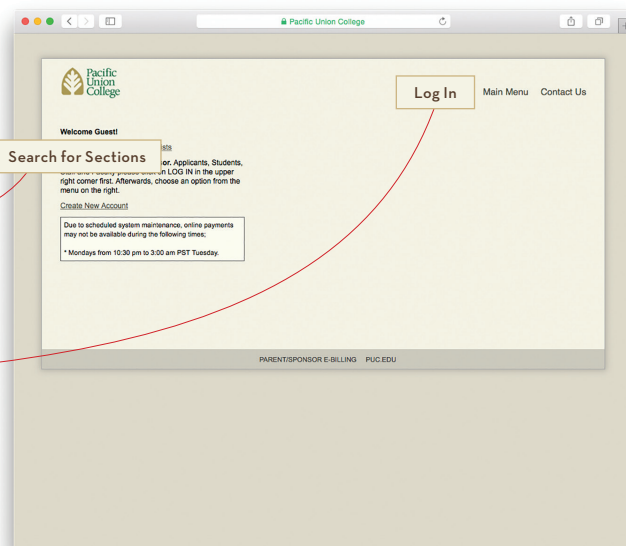 Pacific Union College
Pacific
Union
College
Log In
Main Menu Contact Us
Welcome Guest!
Search for Sections
or. Applicants, Students,
on LOG IN in the upper
right corner first. Afterwards, choose an option from the
menu on the right.
Create New Account
Due to scheduled system maintenance, online payments
may not be available during the following times;
* Mondays from 10:30 pm to 3:00 am PST Tuesday.
PARENT/SPONSOR E-BILLING PUC.EDU